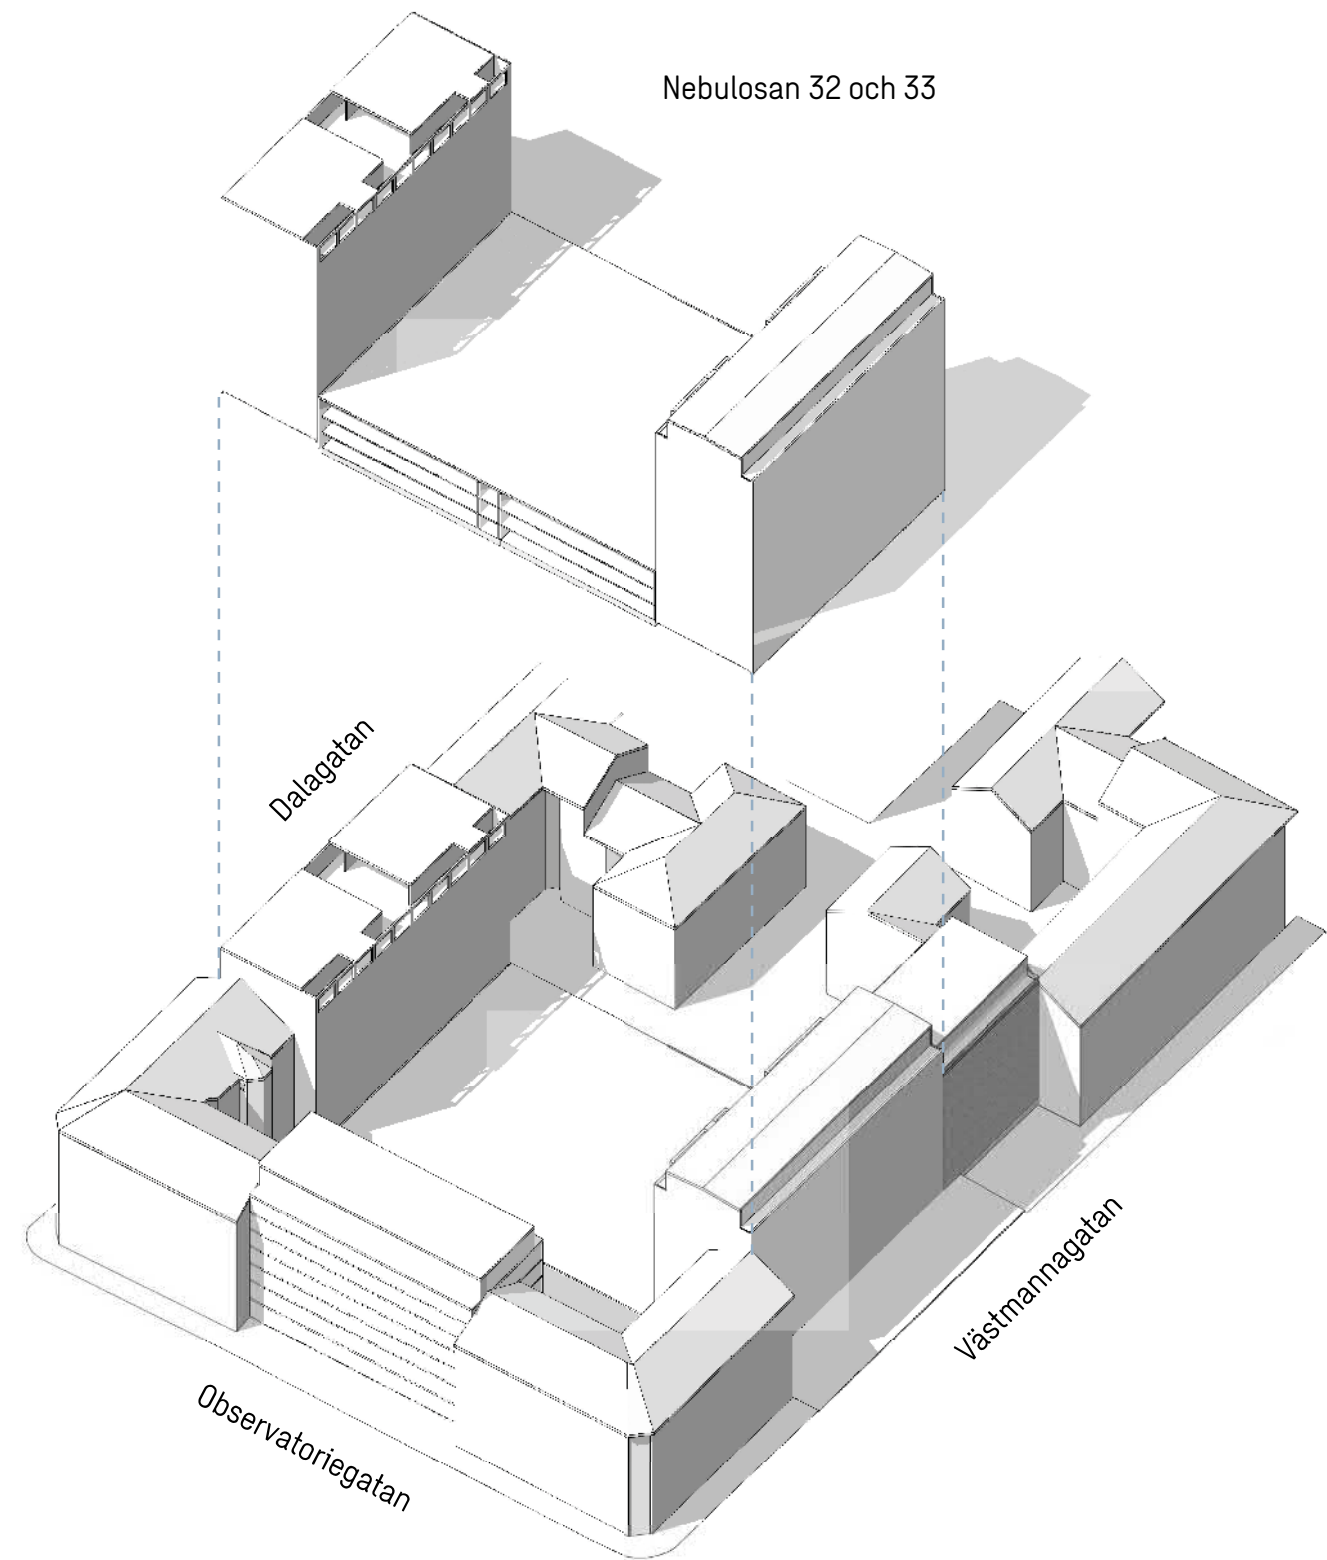 Nebulosan 32 och 33
Dalagatan
Västmannagatan
Observatoriegatan